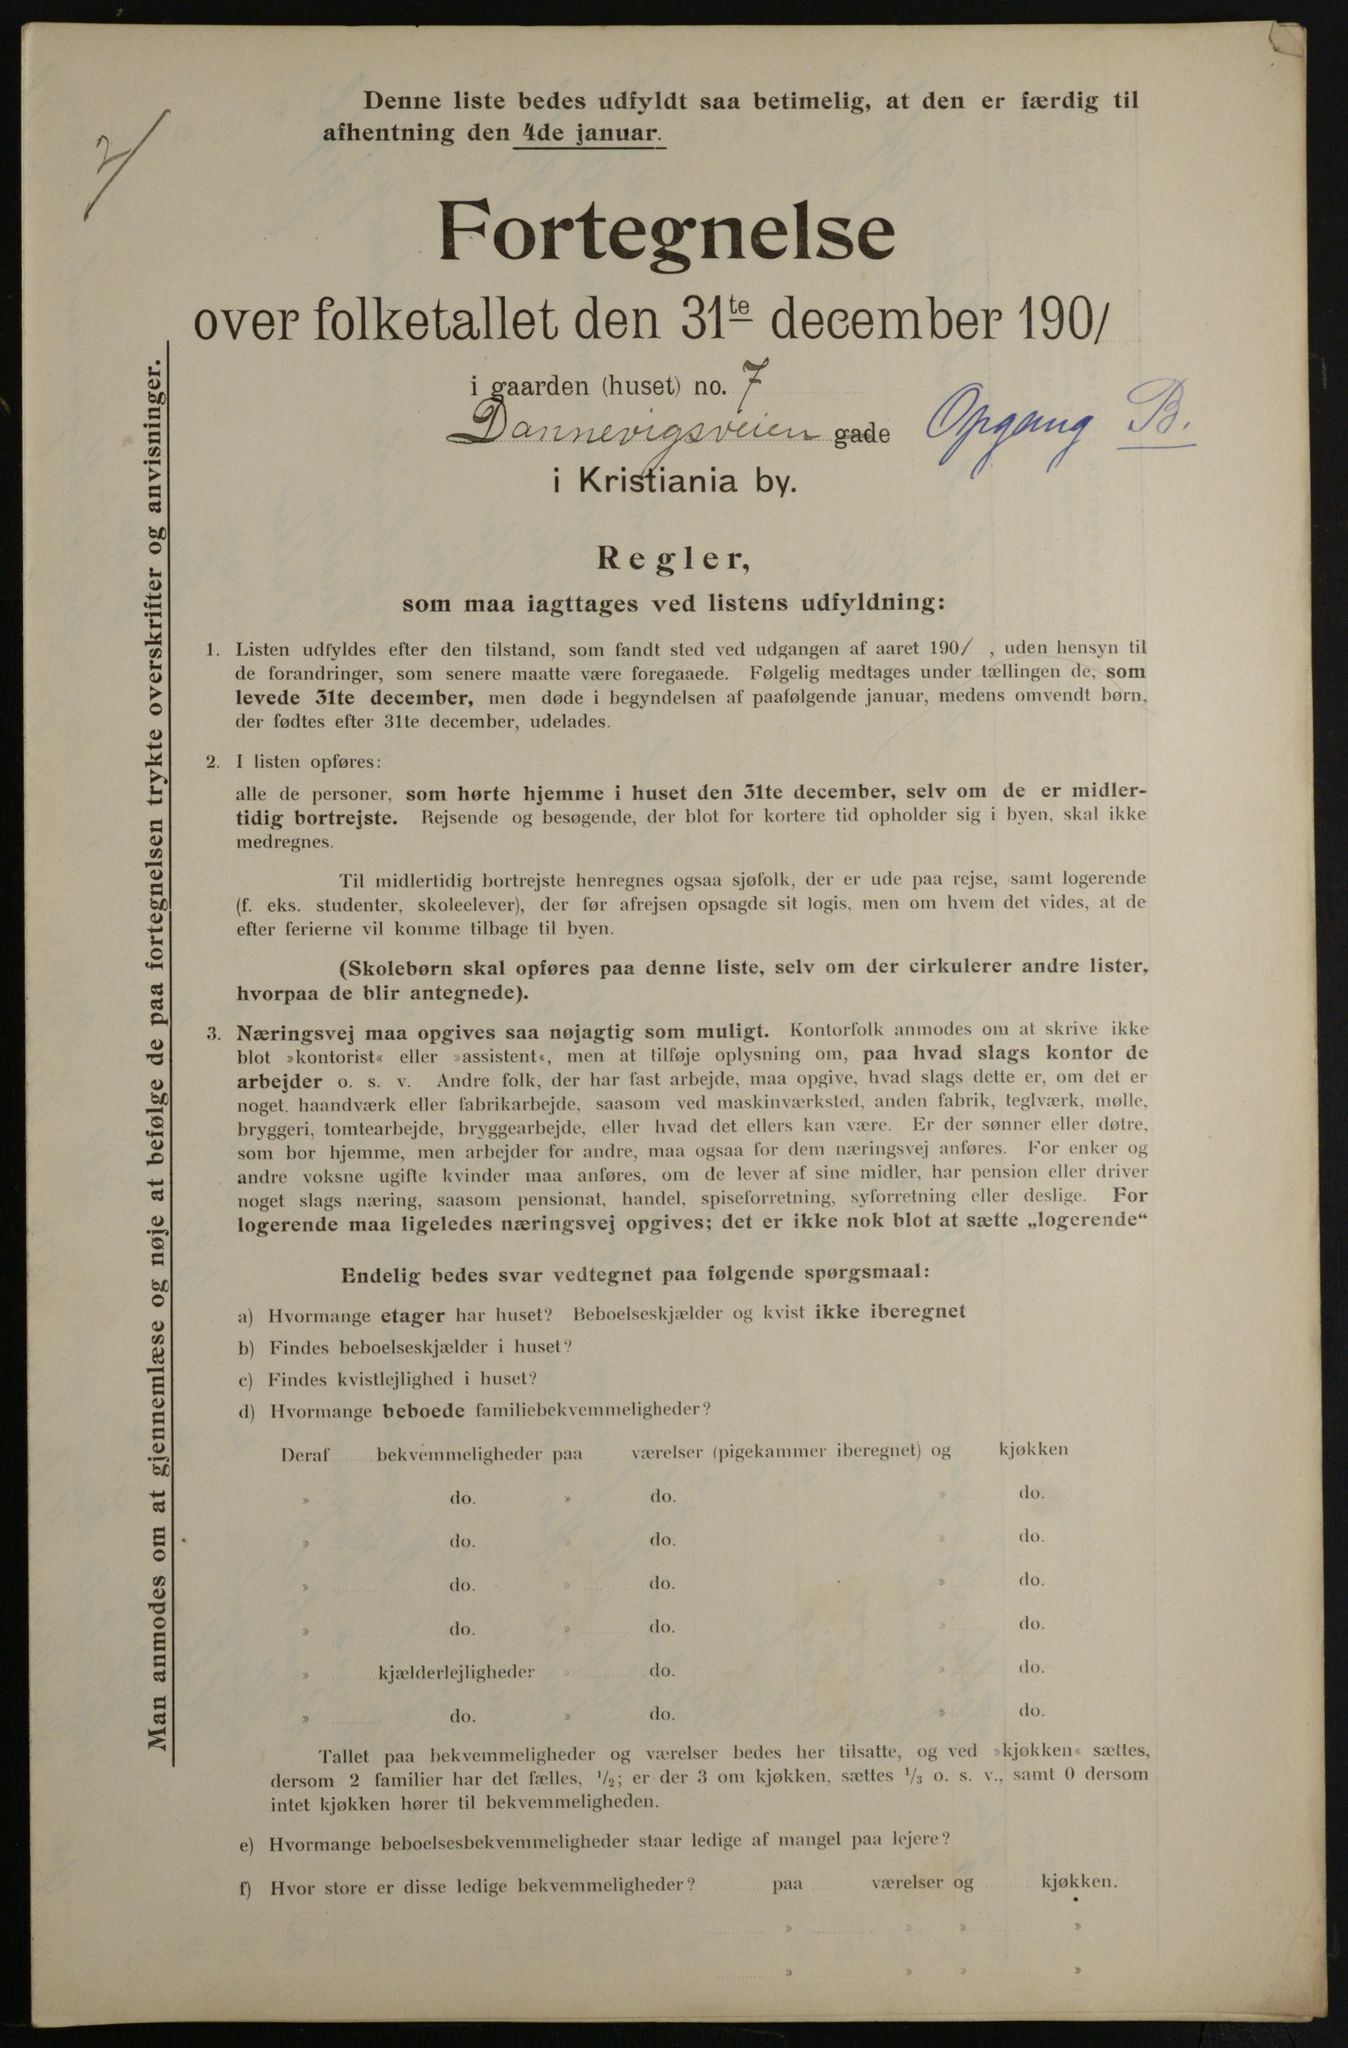 2/
Denne liste bedes udfyldt saa betimelig, at den er færdig til
afhentning den 4de januar.
Fortegnelse
over folketallet den 31te december 1901
i gaarden (huset) no. 7
Dannevigsveien gade Opgang B.
i Kristiania by.
Regler,
som maa iagttages ved listens udfyldning:
1. Listen udfyldes efter den tilstand, som fandt sted ved udgangen af aaret 190/ , uden hensyn til
de forandringer, som senere maatte være foregaaede. Følgelig medtages under tællingen de, som
levede 31te december, men døde i begyndelsen af paafølgende januar, medens omvendt børn,
der fødtes efter 31te december, udelades.
2. I listen opføres:
alle de personer, som hørte hjemme i huset den 31te december, selv om de er midler-
tidig bortrejste. Rejsende og besøgende, der blot for kortere tid opholder sig i byen, skal ikke
medregnes.
Til midlertidig bortrejste henregnes ogsaa sjøfolk, der er ude paa rejse, samt logerende
(f. eks. studenter, skoleelever), der før afrejsen opsagde sit logis, men om hvem det vides, at de
efter ferierne vil komme tilbage til byen.
(Skolebørn skal opføres paa denne liste, selv om der cirkulerer andre lister,
hvorpaa de blir antegnede).
3. Næringsvej maa opgives saa nøjagtig som muligt. Kontorfolk anmodes om at skrive ikke
blot »kontorist« eller »assistent«, men at tilføje oplysning om, paa hvad slags kontor de
arbejder o. s. v. Andre folk, der har fast arbejde, maa opgive, hvad slags dette er, om det er
noget. haandværk eller fabrikarbejde, saasom ved maskinværksted, anden fabrik, teglværk, mølle,
bryggeri, tomtearbejde, bryggearbejde, eller hvad det ellers kan være. Er der sønner eller døtre,
som bor hjemme, men arbejder for andre, maa ogsaa for dem næringsvej anføres. For enker og
andre voksne ugifte kvinder maa anføres, om de lever af sine midler, har pension eller driver
noget slags næring, saasom pensionat, handel, spiseforretning, syforretning eller deslige. For
logerende maa ligeledes næringsvej opgives; det er ikke nok blot at sætte „logerende“
Endelig bedes svar vedtegnet paa følgende spørgsmaal:
a) Hvormange etager har huset? Beboelseskjælder og kvist ikke iberegnet
b) Findes beboelseskjælder i huset?
c) Findes kvistlejlighed i huset?
d) Hvormange beboede familiebekvemmeligheder?
Deraf bekvemmeligheder paa værelser (pigekammer iberegnet) og kjøkken
» do. » do. » do.
» do. » do. » do.
» do. » do. » do.
» do. » do. » do.
» kjælderlejligheder » do. » do.
» do. » do. » do.
Tallet paa bekvemmeligheder og værelser bedes her tilsatte, og ved »kjøkken« sættes,
dersom 2 familier har det fælles, 1/2; er der 3 om kjøkken, sættes 1/3 o. s. v., samt 0 dersom
intet kjøkken hører til bekvemmeligheden.
e) Hvormange beboelsesbekvemmeligheder staar ledige af mangel paa lejere?
f) Hvor store er disse ledige bekvemmeligheder? paa værelser og kjøkken.
» » » »
» » » »
Man anmodes om at gjennemlæse og nøje at befølge de paa fortegnelsen trykte overskrifter og anvisninger.